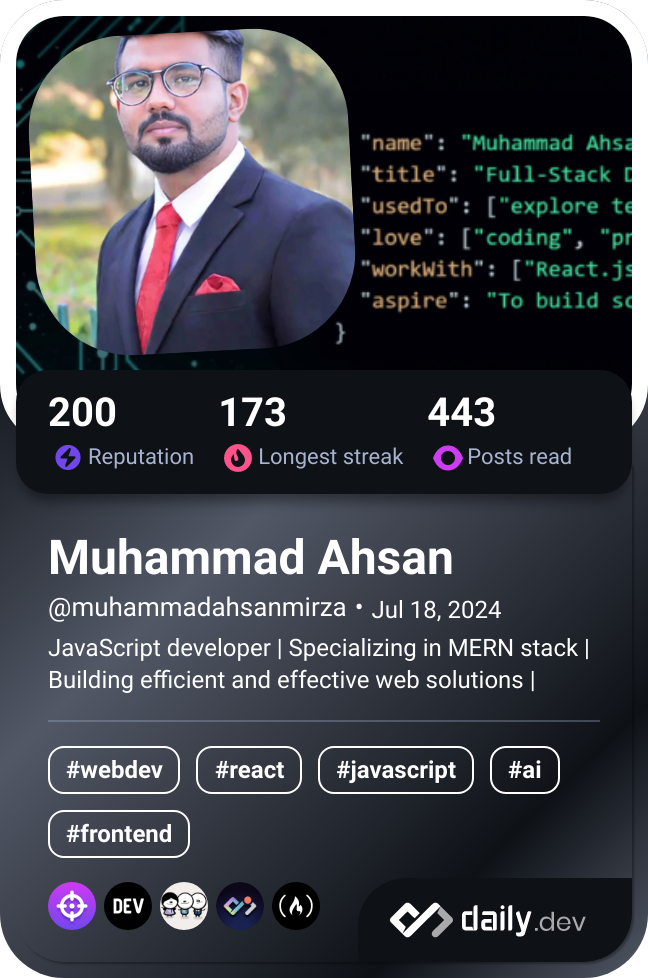 "name": "Muhammad Ahsa
"title": "Full-Stack D
"usedTo": ["explore te
"love": ["coding", "pr
"workWith": ["React.js
"aspire": "To build sc
}
200 173 443
Reputation Longest streak Posts read
Muhammad Ahsan
@muhammadahsanmirza • Jul 18, 2024
JavaScript developer | Specializing in MERN stack |
Building efficient and effective web solutions |
#webdev #react #javascript #ai
#frontend
DEV
daily.dev